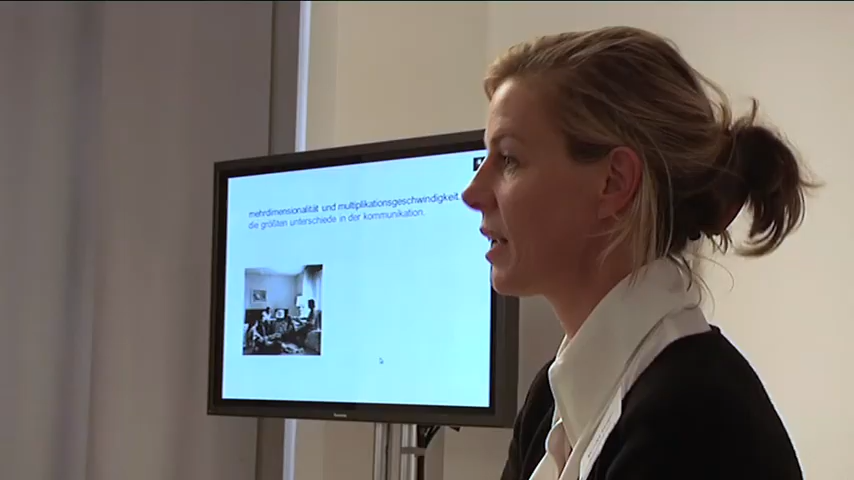 mehrdimensionalität und multiplikationsgeschwindigkeit.
die größten unterschiede in der kommunikation.